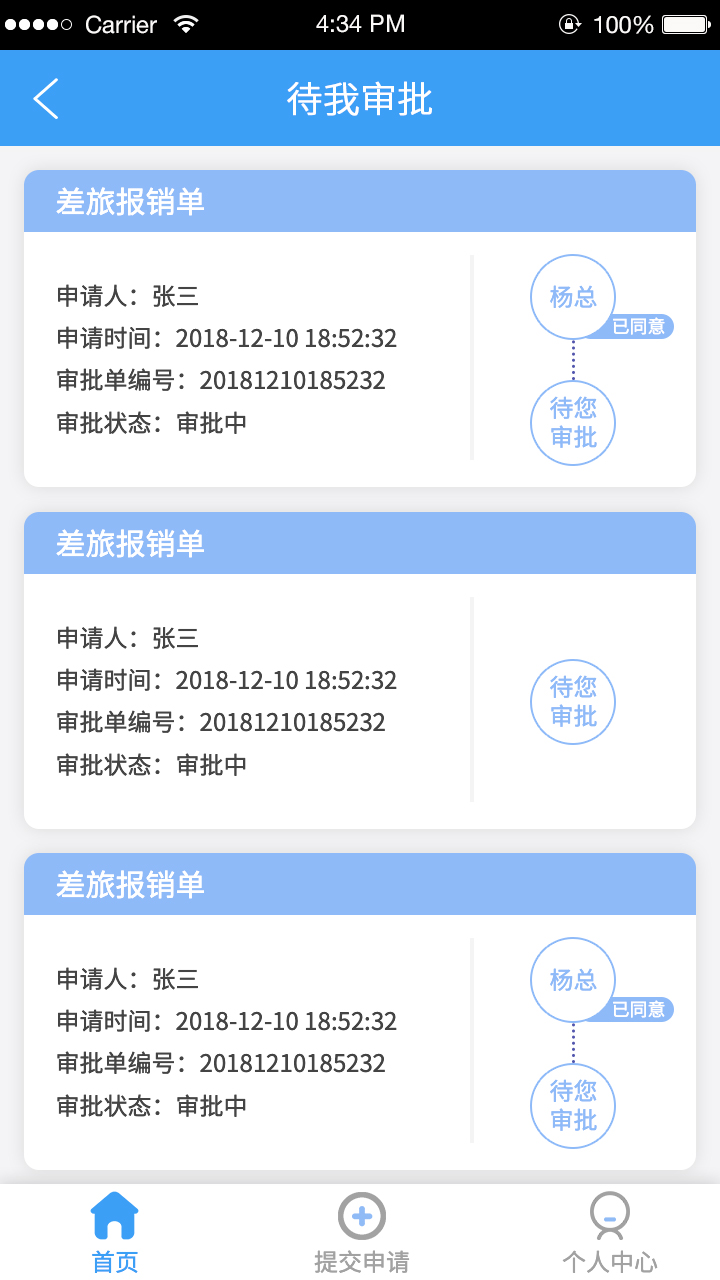 Carrier 4:34 PM 100%
待我审批
差旅报销单
申请人：张三
申请时间：2018-12-10 18:52:32
审批单编号：20181210185232
审批状态：审批中
杨总
已同意
待您
审批
差旅报销单
申请人：张三
申请时间：2018-12-10 18:52:32
审批单编号：20181210185232
审批状态：审批中
待您
审批
差旅报销单
申请人：张三
申请时间：2018-12-10 18:52:32
审批单编号：20181210185232
审批状态：审批中
杨总
已同意
待您
审批
首页 提交申请 个人中心